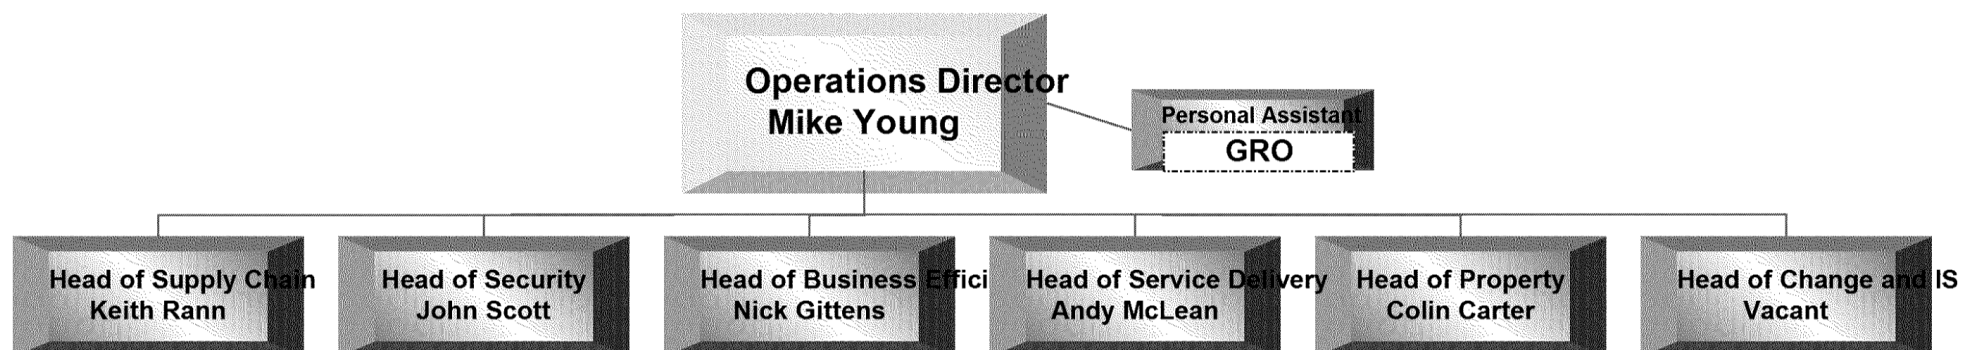 Operations Director
Mike Young
Personal Assistant
GRO
Head of Supply Chain
Keith Rann
Head of Security
John Scott
Head of Business Effici
Nick Gittens
Head of Service Delivery
Andy McLean
Head of Property
Colin Carter
Head of Change and IS
Vacant